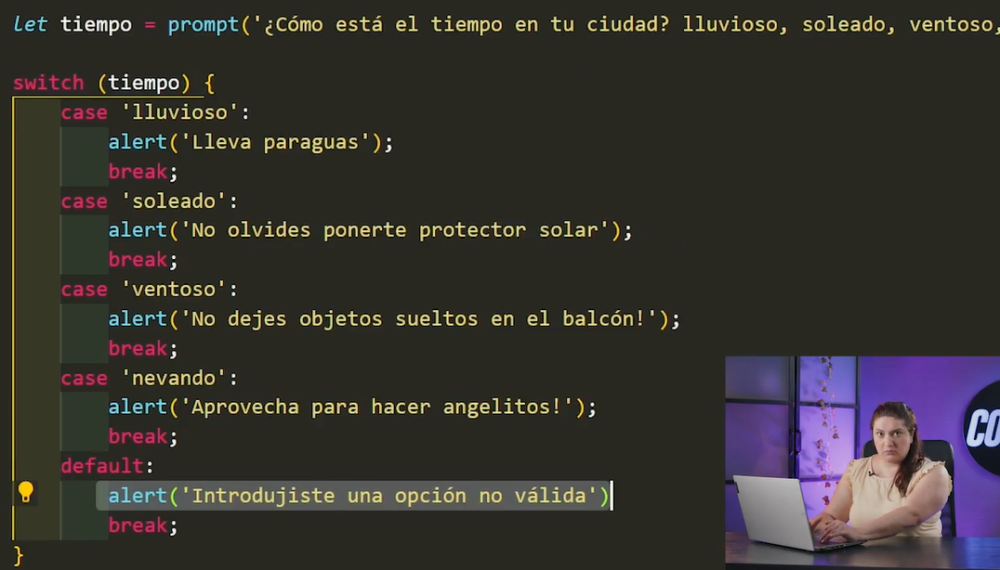 let tiempo = prompt('¿Cómo está el tiempo en tu ciudad? lluvioso, soleado, ventoso,
switch (tiempo) {
case 'lluvioso':
alert('Lleva paraguas');
break;
case 'soleado':
alert('No olvides ponerte protector solar');
break;
case 'ventoso':
alert('No dejes objetos sueltos en el balcón!');
break;
case 'nevando':
alert('Aprovecha para hacer angelitos!');
break;
default:
alert('Introdujiste una opción no válida')
break;
}
CO